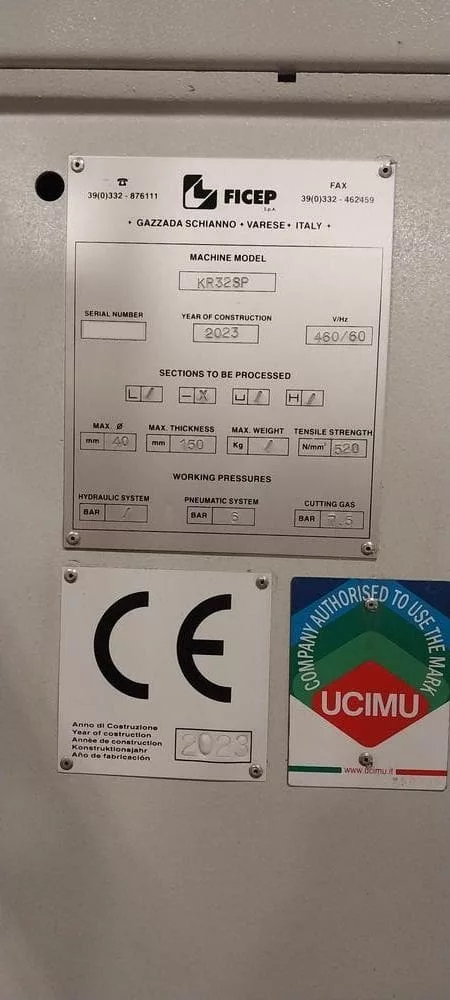 ☎ FICEP FAX
39(0)332 - 876111 S.p.A. 39(0)332 - 462459
• GAZZADA SCHIANNO • VARESE • ITALY •
MACHINE MODEL
KR32SP
SERIAL NUMBER YEAR OF CONSTRUCTION V/Hz
2023 460/60
SECTIONS TO BE PROCESSED
L / – X ⊔ / H /
MAX. Ø MAX. THICKNESS MAX. WEIGHT TENSILE STRENGTH
mm 40 mm 150 Kg / N/mm² 520
WORKING PRESSURES
HYDRAULIC SYSTEM PNEUMATIC SYSTEM CUTTING GAS
BAR / BAR 6 BAR 7.5
CE
Anno di Costruzione
Year of costruction
Année de construction
Konstruktionsjahr
Año de fabricación
2023
COMPANY AUTHORISED TO USE THE MARK
UCIMU
www.ucimu.it